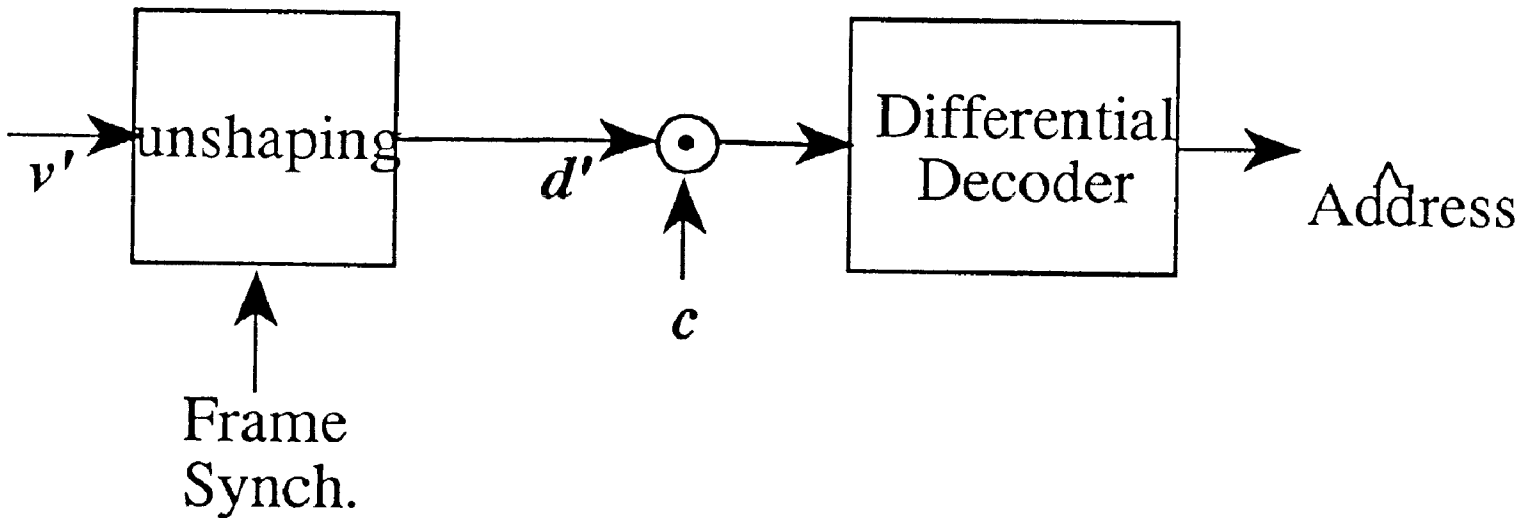 unshaping
v'
d'
c
Differential
Decoder
Address
Frame
Synch.